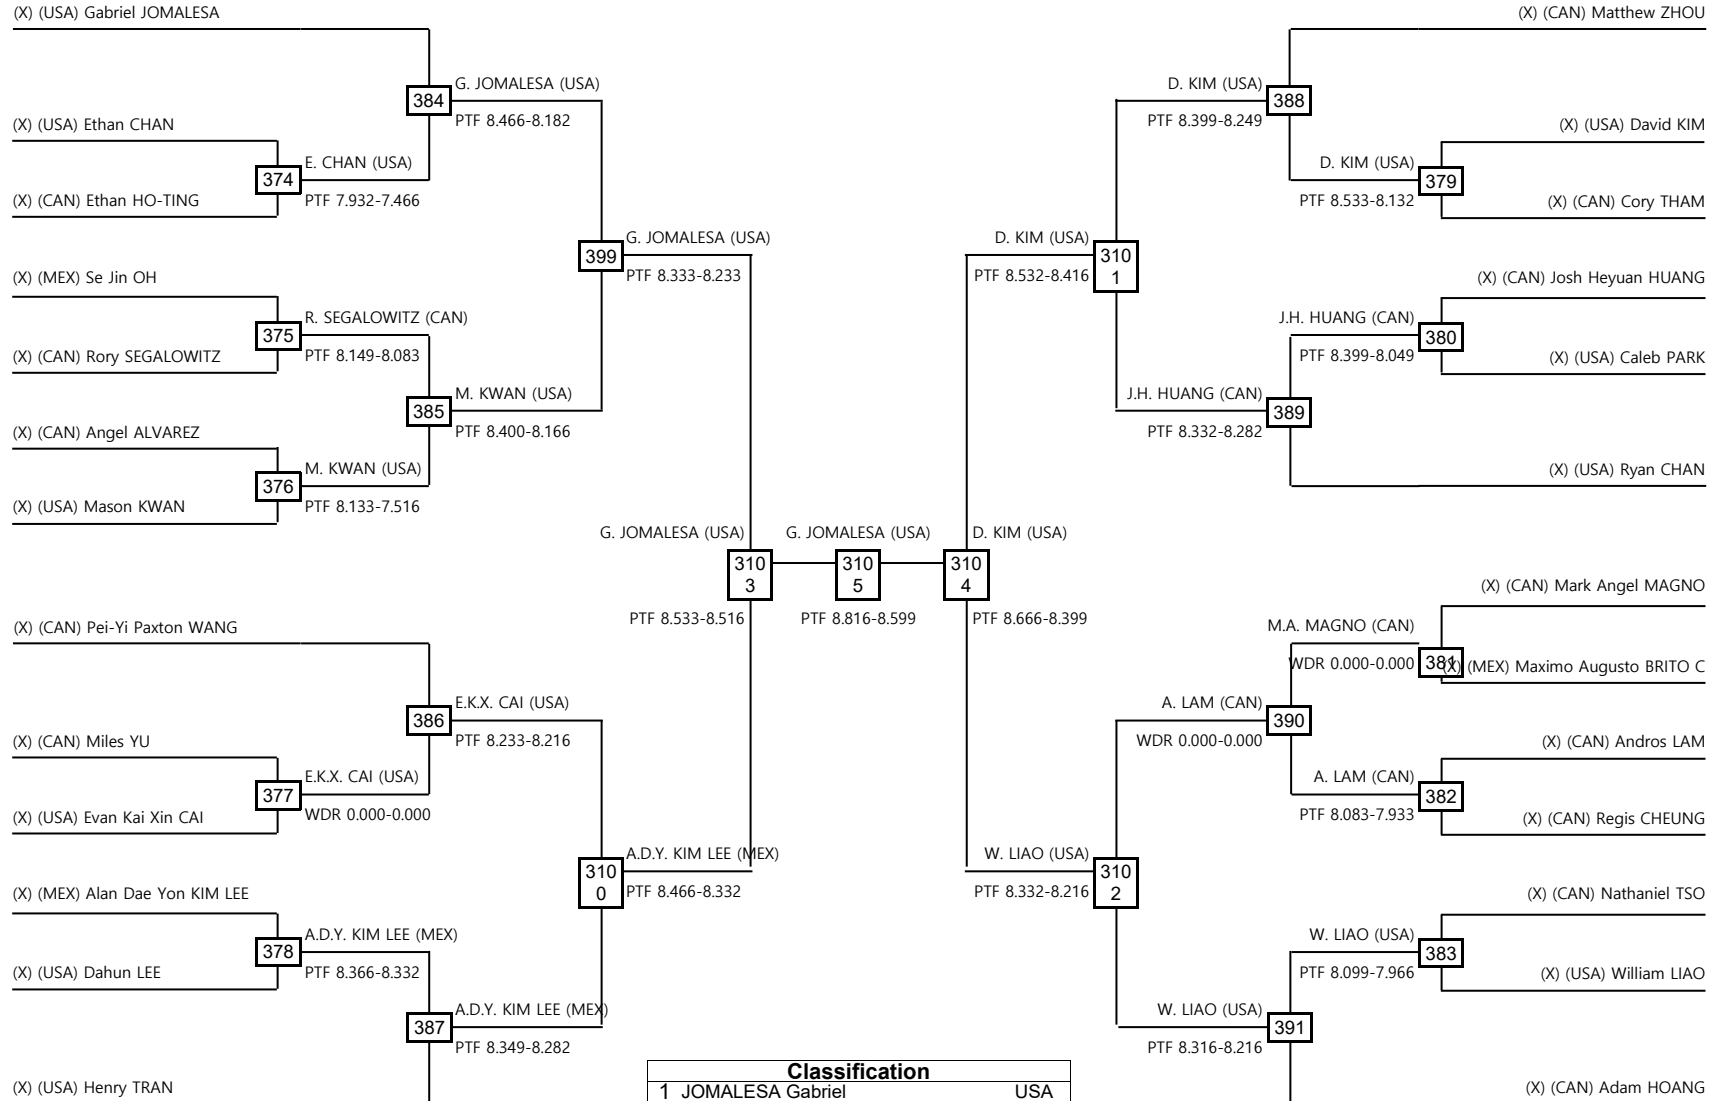 (X) (USA) Gabriel JOMALESA
(X) (CAN) Matthew ZHOU
G. JOMALESA (USA)
384
PTF 8.466-8.182
D. KIM (USA)
388
PTF 8.399-8.249
(X) (USA) Ethan CHAN
E. CHAN (USA)
374
(X) (CAN) Ethan HO-TING
PTF 7.932-7.466
(X) (USA) David KIM
D. KIM (USA)
379
PTF 8.533-8.132
(X) (CAN) Cory THAM
G. JOMALESA (USA)
399
PTF 8.333-8.233
D. KIM (USA)
310
1
PTF 8.532-8.416
(X) (MEX) Se Jin OH
R. SEGALOWITZ (CAN)
375
(X) (CAN) Rory SEGALOWITZ
PTF 8.149-8.083
(X) (CAN) Josh Heyuan HUANG
J.H. HUANG (CAN)
380
PTF 8.399-8.049
(X) (USA) Caleb PARK
M. KWAN (USA)
385
PTF 8.400-8.166
J.H. HUANG (CAN)
389
PTF 8.332-8.282
(X) (CAN) Angel ALVAREZ
M. KWAN (USA)
376
(X) (USA) Mason KWAN
PTF 8.133-7.516
(X) (USA) Ryan CHAN
G. JOMALESA (USA)
310
3
PTF 8.533-8.516
G. JOMALESA (USA)
310
5
PTF 8.816-8.599
D. KIM (USA)
310
4
PTF 8.666-8.399
(X) (CAN) Pei-Yi Paxton WANG
(X) (CAN) Mark Angel MAGNO
M.A. MAGNO (CAN)
WDR 0.000-0.000
381
(X) (MEX) Maximo Augusto BRITO C
E.K.X. CAI (USA)
386
PTF 8.233-8.216
A. LAM (CAN)
390
WDR 0.000-0.000
(X) (CAN) Miles YU
E.K.X. CAI (USA)
377
(X) (USA) Evan Kai Xin CAI
WDR 0.000-0.000
(X) (CAN) Andros LAM
A. LAM (CAN)
382
PTF 8.083-7.933
(X) (CAN) Regis CHEUNG
A.D.Y. KIM LEE (MEX)
310
0
PTF 8.466-8.332
W. LIAO (USA)
310
2
PTF 8.332-8.216
(X) (MEX) Alan Dae Yon KIM LEE
A.D.Y. KIM LEE (MEX)
378
(X) (USA) Dahun LEE
PTF 8.366-8.332
(X) (CAN) Nathaniel TSO
W. LIAO (USA)
383
PTF 8.099-7.966
(X) (USA) William LIAO
A.D.Y. KIM LEE (MEX)
387
PTF 8.349-8.282
W. LIAO (USA)
391
PTF 8.316-8.216
Classification
1 JOMALESA Gabriel USA
(X) (USA) Henry TRAN
(X) (CAN) Adam HOANG